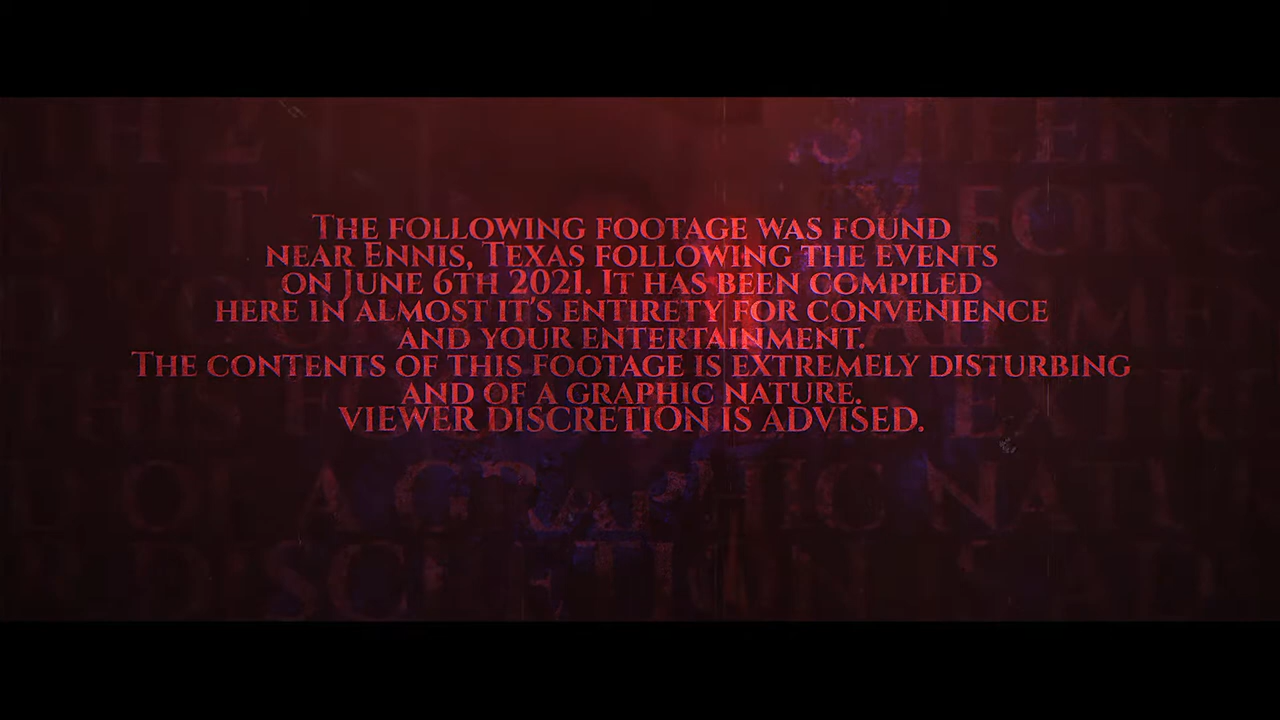 The following footage was found
near Ennis, Texas following the events
on June 6th 2021. It has been compiled
here in almost it's entirety for convenience
and your entertainment.
The contents of this footage is extremely disturbing
and of a graphic nature.
viewer discretion is advised.